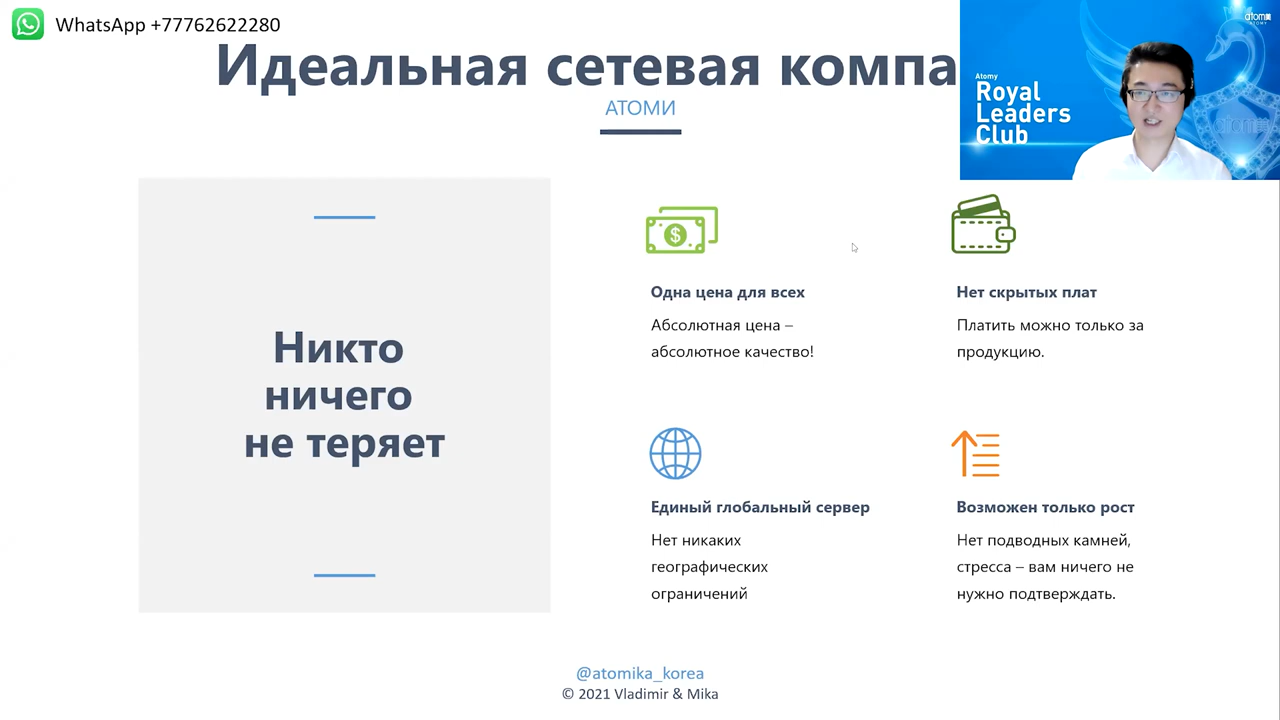 WhatsApp +77762622280
Идеальная сетевая компа
АТОМИ
Atomy
Royal
Leaders
Club
Никто
ничего
не теряет
Одна цена для всех
Абсолютная цена –
абсолютное качество!
Нет скрытых плат
Платить можно только за
продукцию.
Единый глобальный сервер
Нет никаких
географических
ограничений
Возможен только рост
Нет подводных камней,
стресса – вам ничего не
нужно подтверждать.
@atomika_korea
© 2021 Vladimir & Mika